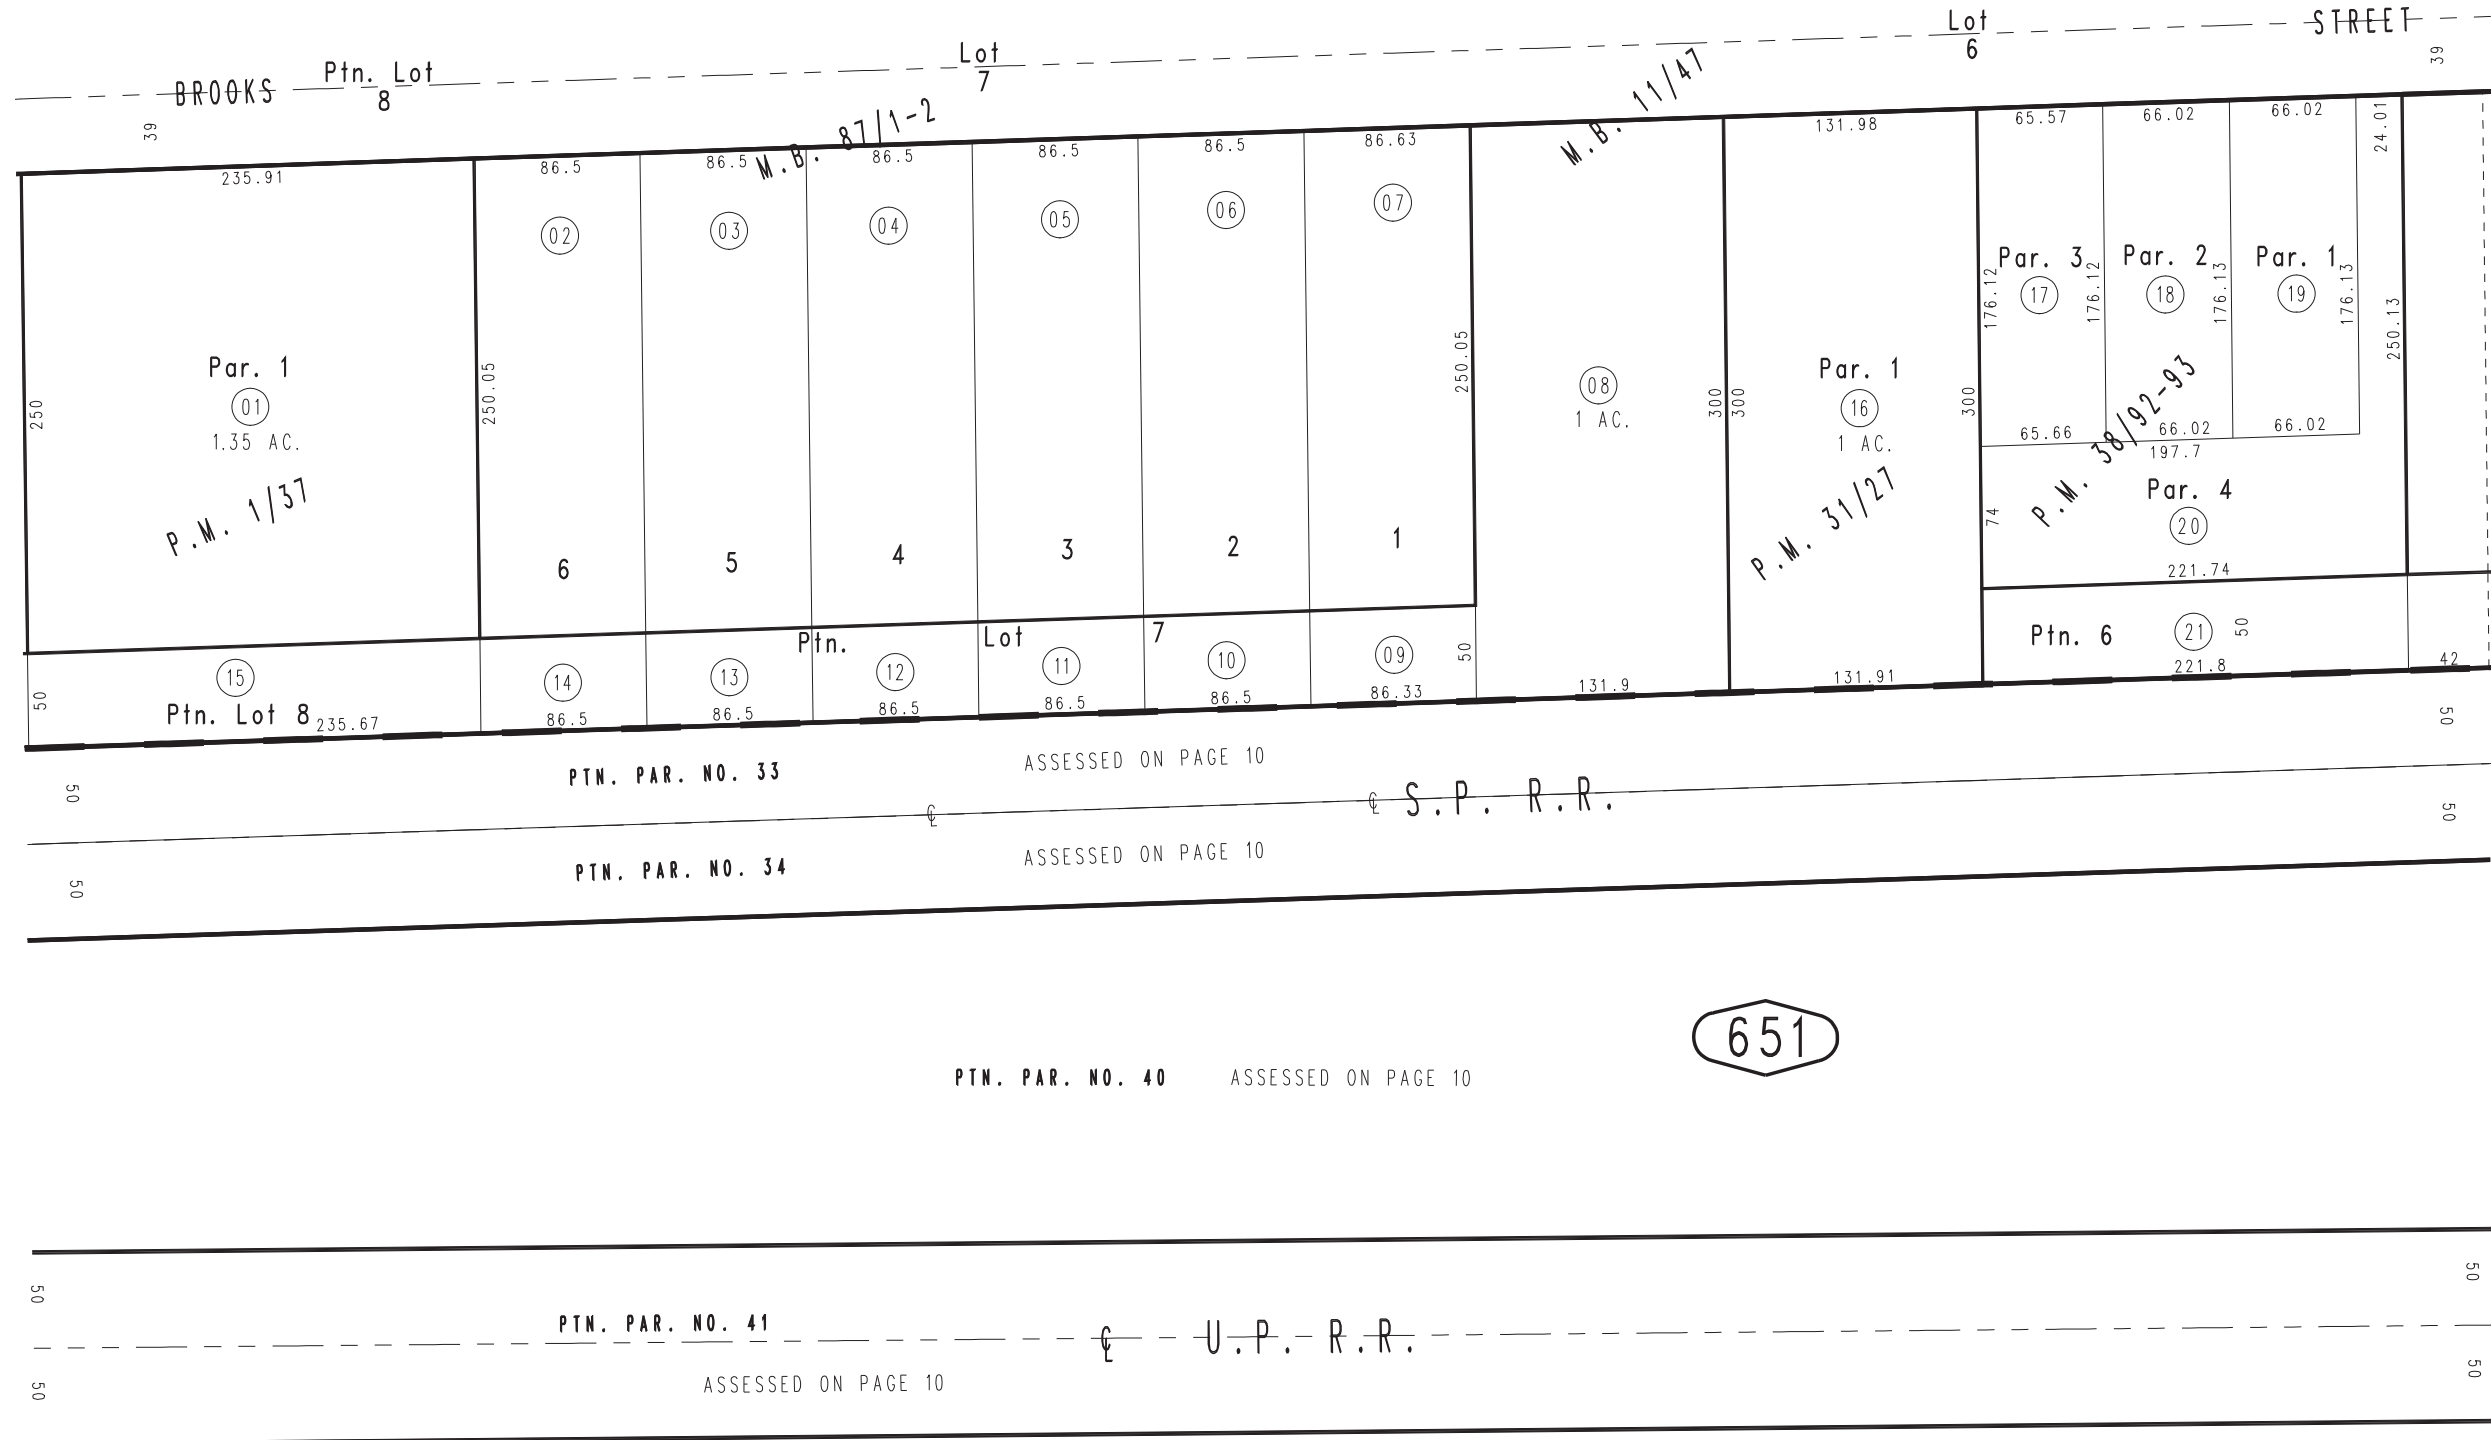 BROOKS
Ptn. Lot
8
Lot
7
Lot
6
STREET
39
39
M.B. 87/1-2
M.B. 11/47
235.91
86.5
86.5
86.5
86.5
86.5
86.63
131.98
65.57
66.02
66.02
24.01
02
03
04
05
06
07
Par. 3
Par. 2
Par. 1
17
18
19
176.12
176.12
176.13
176.13
250.13
250
Par. 1
01
1.35 AC.
P.M. 1/37
250.05
250.05
08
1 AC.
300
300
Par. 1
16
1 AC.
P.M. 31/27
300
65.66
66.02
66.02
197.7
P.M. 38/92-93
Par. 4
20
74
221.74
6
5
4
3
2
1
Ptn.
Lot
7
Ptn. 6
21
50
221.8
42
50
15
Ptn. Lot 8
235.67
14
86.5
13
86.5
12
86.5
11
86.5
10
86.5
09
86.33
50
131.9
131.91
50
50
PTN. PAR. NO. 33
ASSESSED ON PAGE 10
℄
℄ S.P. R.R.
50
50
PTN. PAR. NO. 34
ASSESSED ON PAGE 10
651
PTN. PAR. NO. 40 ASSESSED ON PAGE 10
50
50
PTN. PAR. NO. 41
℄ U.P. R.R.
50
50
ASSESSED ON PAGE 10